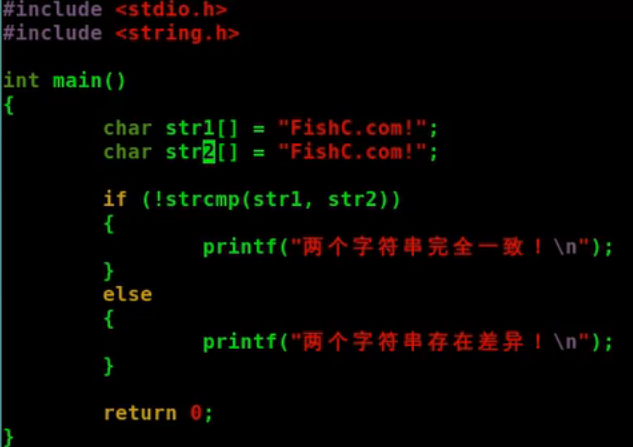 #include <stdio.h>
#include <string.h>
int main()
{
char str1[] = "FishC.com!";
char str2[] = "FishC.com!";
if (!strcmp(str1, str2))
{
printf("两个字符串完全一致！\n");
}
else
{
printf("两个字符串存在差异！\n");
}
return 0;
}